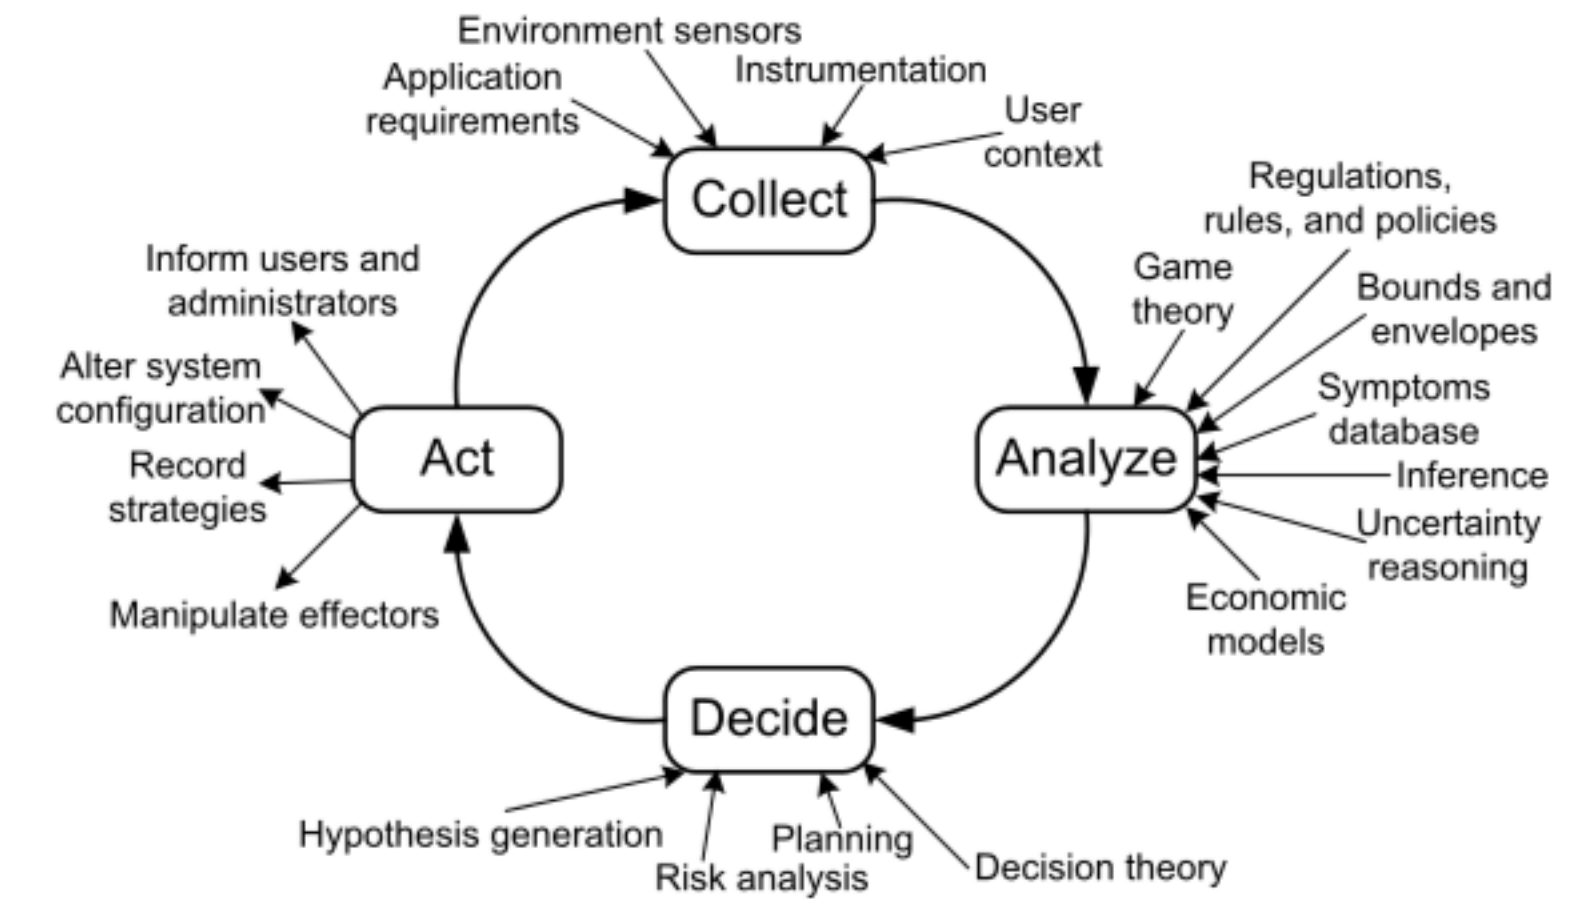 Environment sensors
Application
requirements
Instrumentation
User
context
Collect
Regulations,
rules, and policies
Game
theory
Bounds and
envelopes
Symptoms
database
Inference
Uncertainty
reasoning
Economic
models
Analyze
Inform users and
administrators
Alter system
configuration
Record
strategies
Manipulate effectors
Act
Decide
Hypothesis generation
Risk analysis
Planning
Decision theory